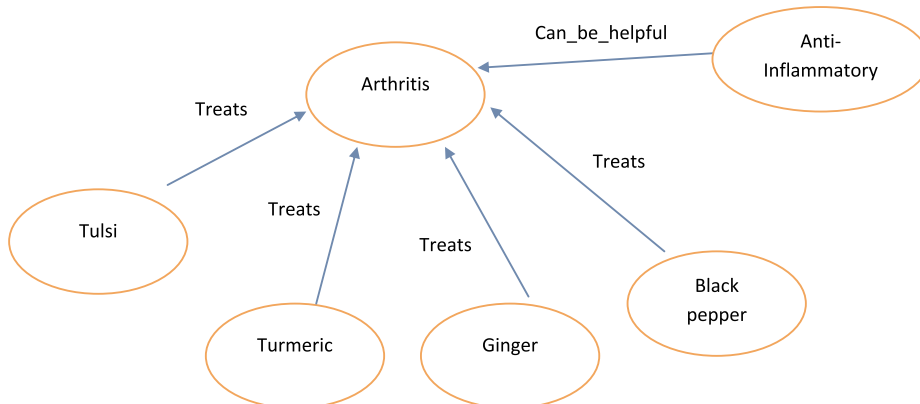 Can_be_helpful
Anti-
Inflammatory
Arthritis
Treats
Treats
Tulsi
Treats
Treats
Black
pepper
Turmeric
Ginger